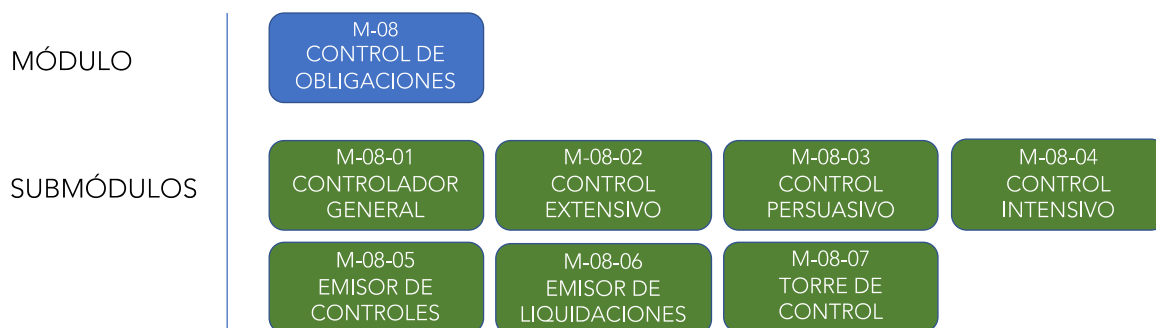 MÓDULO
M-08
CONTROL DE
OBLIGACIONES
SUBMÓDULOS
M-08-01
CONTROLADOR
GENERAL
M-08-02
CONTROL
EXTENSIVO
M-08-03
CONTROL
PERSUASIVO
M-08-04
CONTROL
INTENSIVO
M-08-05
EMISOR DE
CONTROLES
M-08-06
EMISOR DE
LIQUIDACIONES
M-08-07
TORRE DE
CONTROL